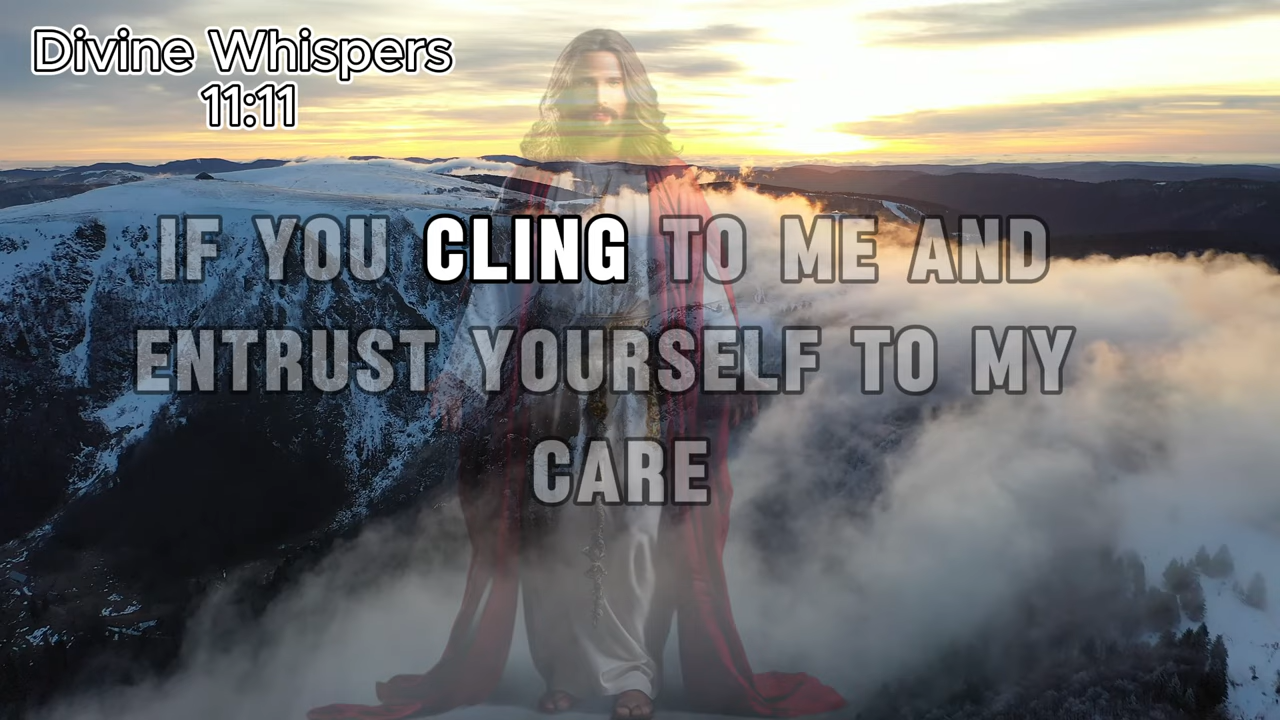 Divine Whispers
11:11
IF YOU CLING TO ME AND
ENTRUST YOURSELF TO MY
CARE